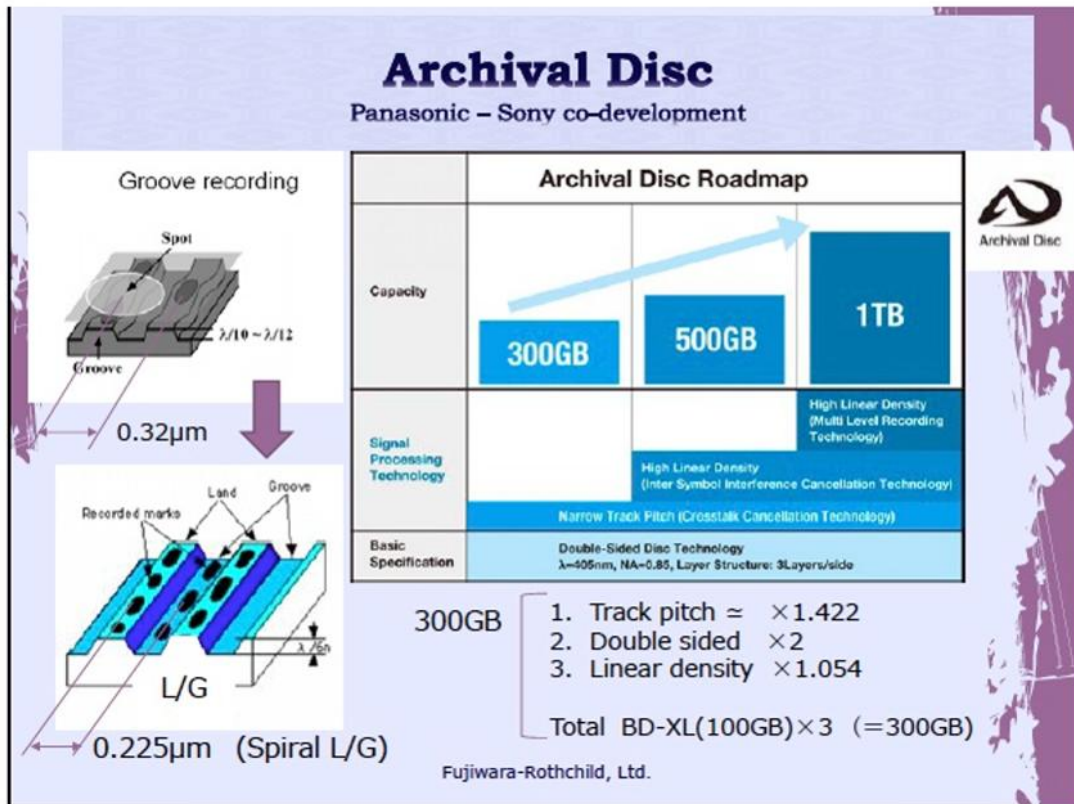 Archival Disc
Panasonic – Sony co–development
Groove recording
Spot
λ/10 ~ λ/12
Groove
0.32μm
Land
Groove
Recorded marks
λ/6n
L/G
0.225μm (Spiral L/G)
Archival Disc Roadmap
Capacity
300GB
500GB
1TB
Signal
Processing
Technology
High Linear Density
(Multi Level Recording
Technology)
High Linear Density
(Inter Symbol Interference Cancellation Technology)
Narrow Track Pitch (Crosstalk Cancellation Technology)
Basic
Specification
Double-Sided Disc Technology
λ=405nm, NA=0.85, Layer Structure: 3Layers/side
Archival Disc
300GB
1. Track pitch ≃ ×1.422
2. Double sided ×2
3. Linear density ×1.054
Total BD-XL(100GB)×3 (=300GB)
Fujiwara-Rothchild, Ltd.